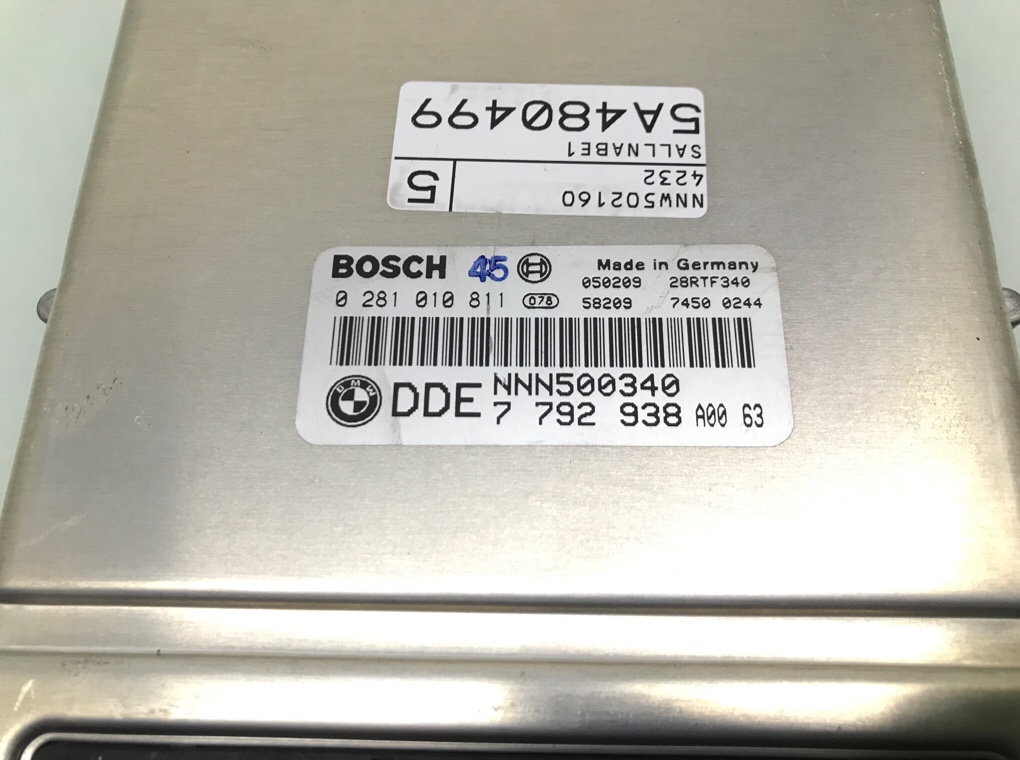 5A480499
SALLNABE1
4232
NNW502160
5
BOSCH 45 Made in Germany
050209 28RTF340
0 281 010 811 078 58209 7450 0244
BMW DDE NNN500340
7 792 938 A00 63